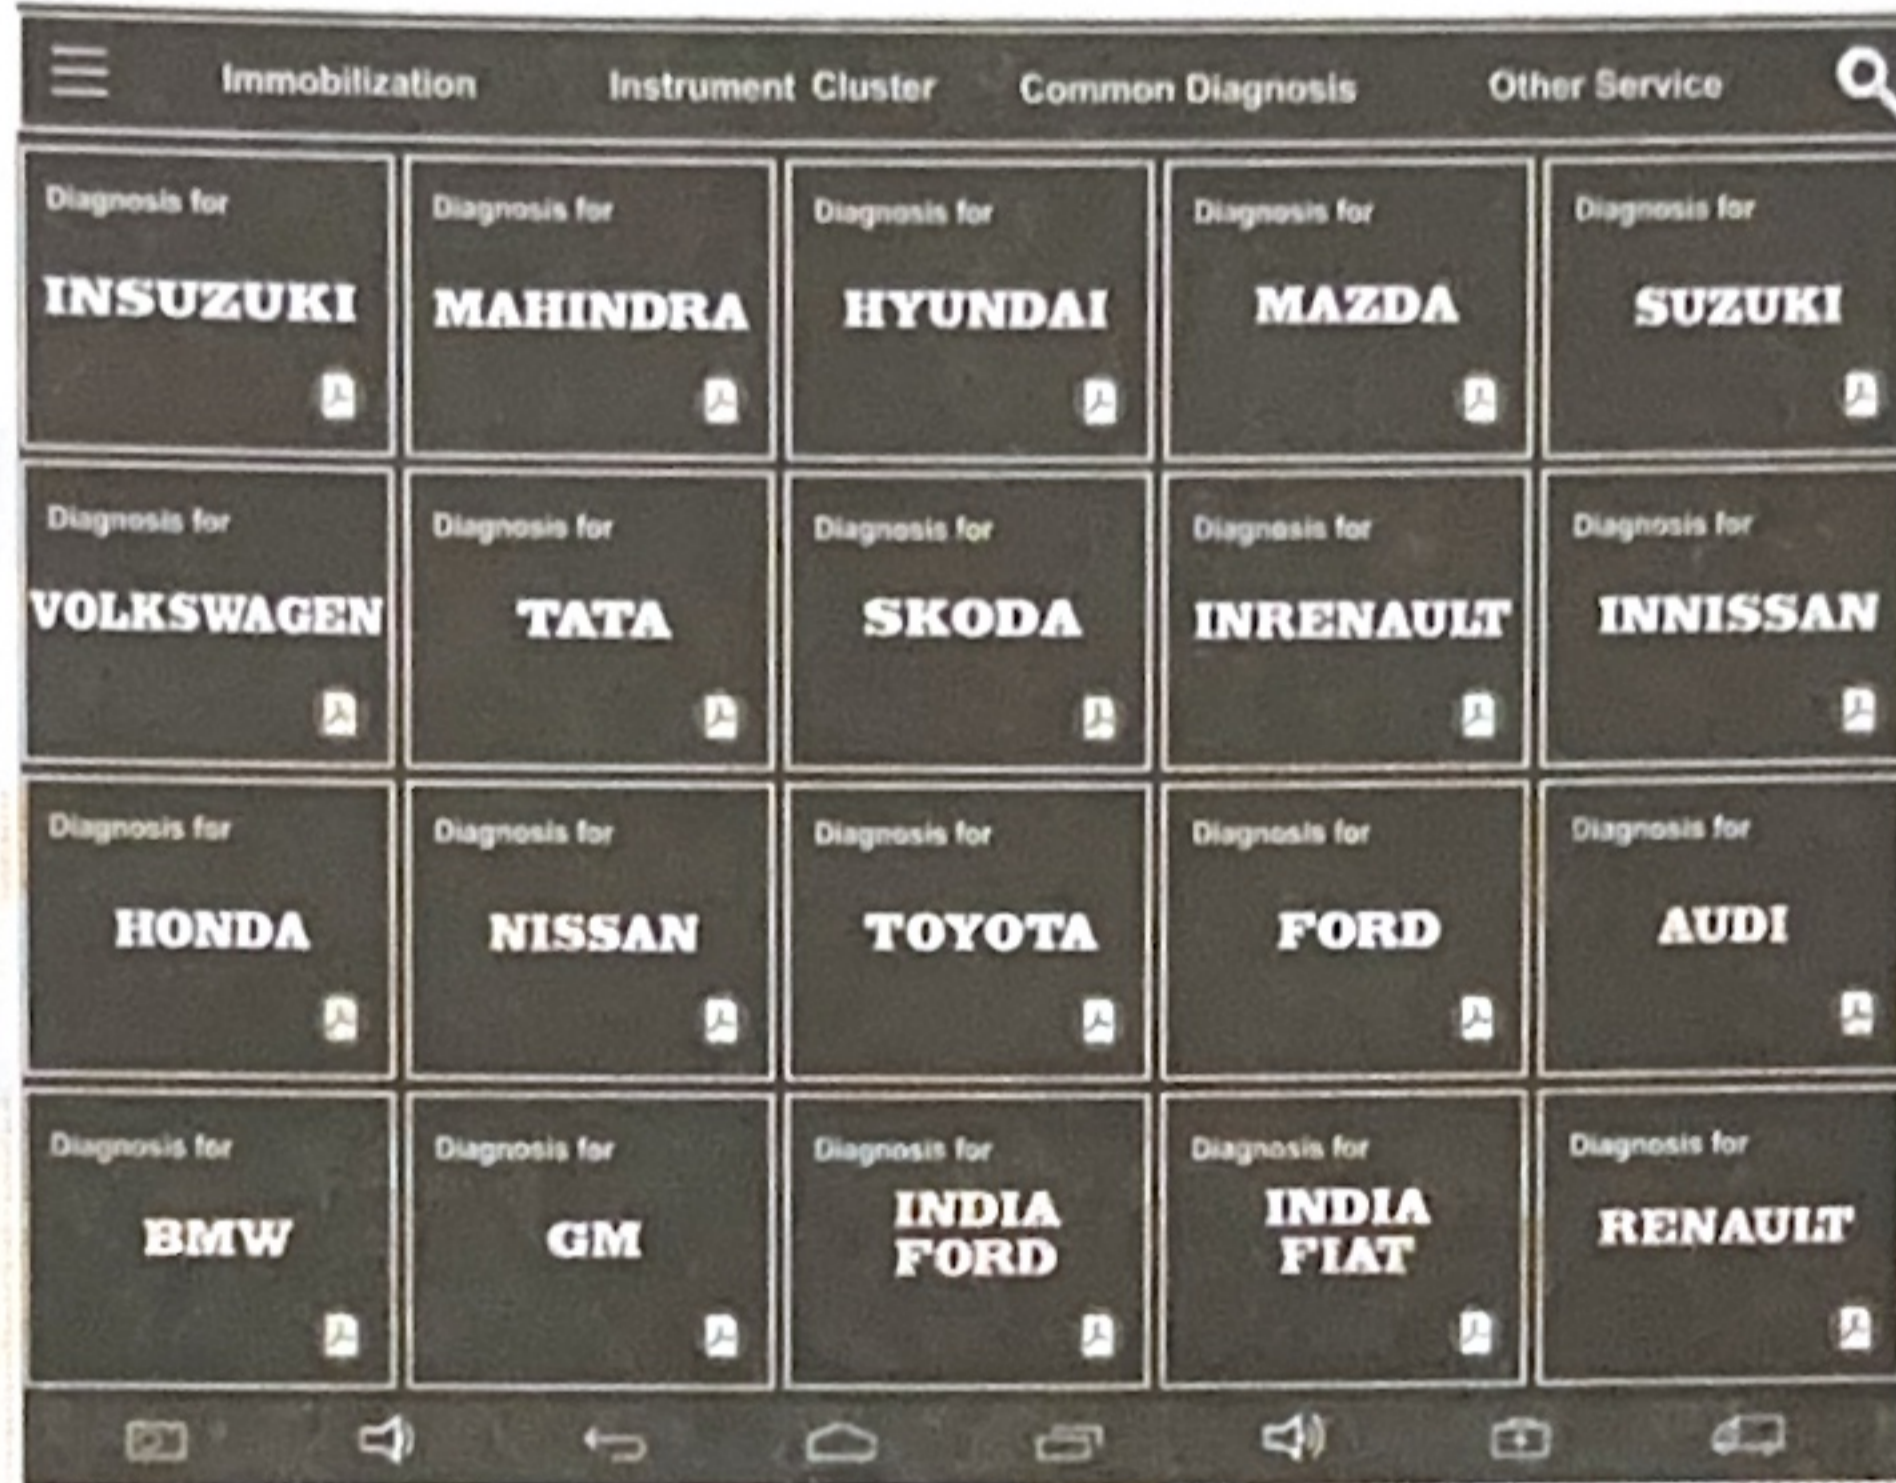 Immobilization Instrument Cluster Common Diagnosis Other Service
Diagnosis for
INSUZUKI
Diagnosis for
MAHINDRA
Diagnosis for
HYUNDAI
Diagnosis for
MAZDA
Diagnosis for
SUZUKI
Diagnosis for
VOLKSWAGEN
Diagnosis for
TATA
Diagnosis for
SKODA
Diagnosis for
INRENAULT
Diagnosis for
INNISSAN
Diagnosis for
HONDA
Diagnosis for
NISSAN
Diagnosis for
TOYOTA
Diagnosis for
FORD
Diagnosis for
AUDI
Diagnosis for
BMW
Diagnosis for
GM
Diagnosis for
INDIA
FORD
Diagnosis for
INDIA
FIAT
Diagnosis for
RENAULT